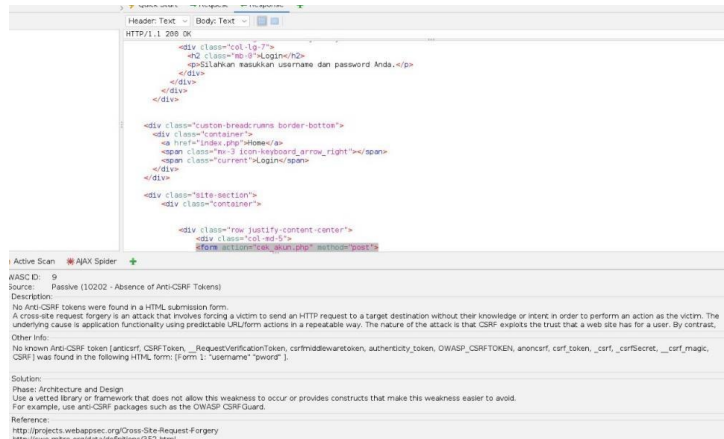 Quick Start Request Response
Header: Text Body: Text
HTTP/1.1 200 OK
<div class="col-lg-7">
<h2 class="mb-0">Login</h2>
<p>Silahkan masukkan username dan password Anda.</p>
</div>
</div>
</div>
</div>
<div class="custom-breadcrumns border-bottom">
<div class="container">
<a href="index.php">Home</a>
<span class="mx-3 icon-keyboard_arrow_right"></span>
<span class="current">Login</span>
</div>
</div>
<div class="site-section">
<div class="container">
<div class="row justify-content-center">
<div class="col-md-5">
<form action="cek_akun.php" method="post">
Active Scan AJAX Spider
WASC ID: 9
Source: Passive (10202 - Absence of Anti-CSRF Tokens)
Description:
No Anti-CSRF tokens were found in a HTML submission form.
A cross-site request forgery is an attack that involves forcing a victim to send an HTTP request to a target destination without their knowledge or intent in order to perform an action as the victim. The
underlying cause is application functionality using predictable URL/form actions in a repeatable way. The nature of the attack is that CSRF exploits the trust that a web site has for a user. By contrast,
Other Info:
No known Anti-CSRF token [anticsrf, CSRFToken, __RequestVerificationToken, csrfmiddlewaretoken, authenticity_token, OWASP_CSRFTOKEN, anoncsrf, csrf_token, _csrf, _csrfSecret, __csrf_magic,
CSRF] was found in the following HTML form: [Form 1: "username" "pword" ].
Solution:
Phase: Architecture and Design
Use a vetted library or framework that does not allow this weakness to occur or provides constructs that make this weakness easier to avoid.
For example, use anti-CSRF packages such as the OWASP CSRFGuard.
Reference:
http://projects.webappsec.org/Cross-Site-Request-Forgery
http://cwe.mitre.org/data/definitions/352.html